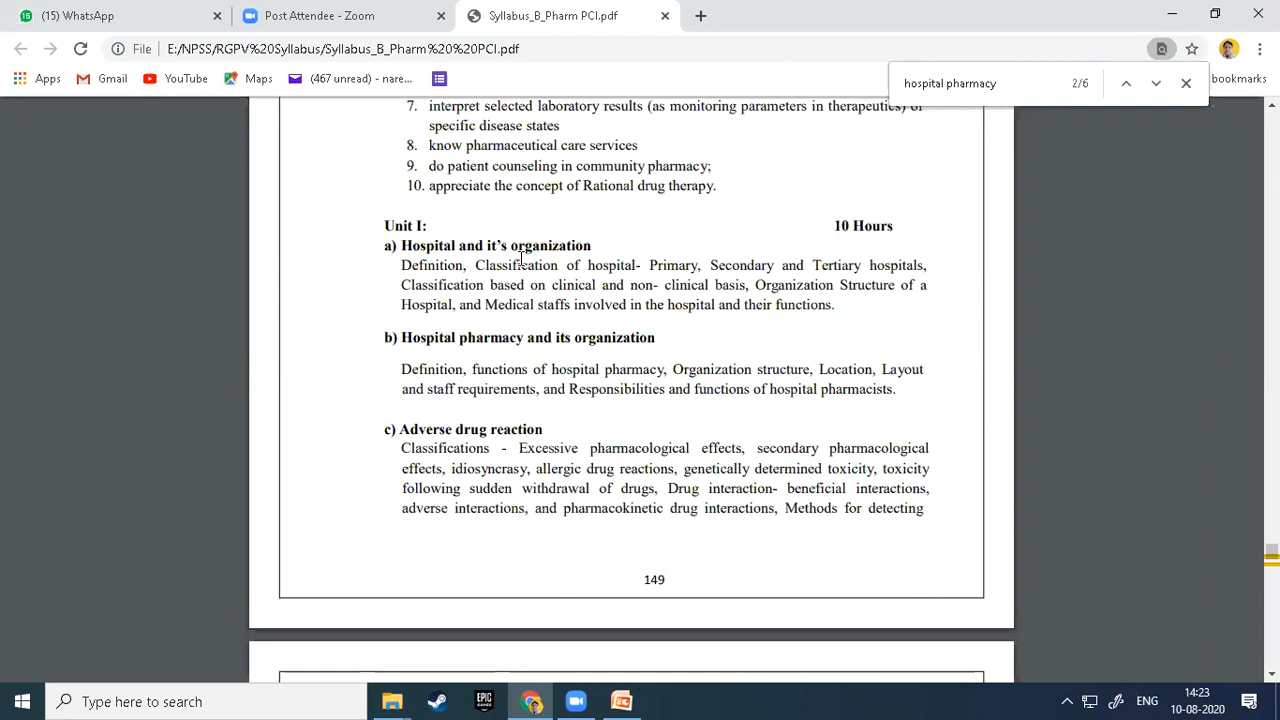 (15) WhatsApp
Post Attendee - Zoom
Syllabus_B_Pharm PCI.pdf
File E:/NPSS/RGPV%20Syllabus/Syllabus_B_Pharm%20%20PCI.pdf
Apps Gmail YouTube Maps (467 unread) - nare... bookmarks
hospital pharmacy 2/6
7. interpret selected laboratory results (as monitoring parameters in therapeutics) of
specific disease states
8. know pharmaceutical care services
9. do patient counseling in community pharmacy;
10. appreciate the concept of Rational drug therapy.
Unit I: 10 Hours
a) Hospital and it's organization
Definition, Classification of hospital- Primary, Secondary and Tertiary hospitals,
Classification based on clinical and non- clinical basis, Organization Structure of a
Hospital, and Medical staffs involved in the hospital and their functions.
b) Hospital pharmacy and its organization
Definition, functions of hospital pharmacy, Organization structure, Location, Layout
and staff requirements, and Responsibilities and functions of hospital pharmacists.
c) Adverse drug reaction
Classifications - Excessive pharmacological effects, secondary pharmacological
effects, idiosyncrasy, allergic drug reactions, genetically determined toxicity, toxicity
following sudden withdrawal of drugs, Drug interaction- beneficial interactions,
adverse interactions, and pharmacokinetic drug interactions, Methods for detecting
149
Type here to search
EPIC
GAMES
ENG
14:23
10-08-2020